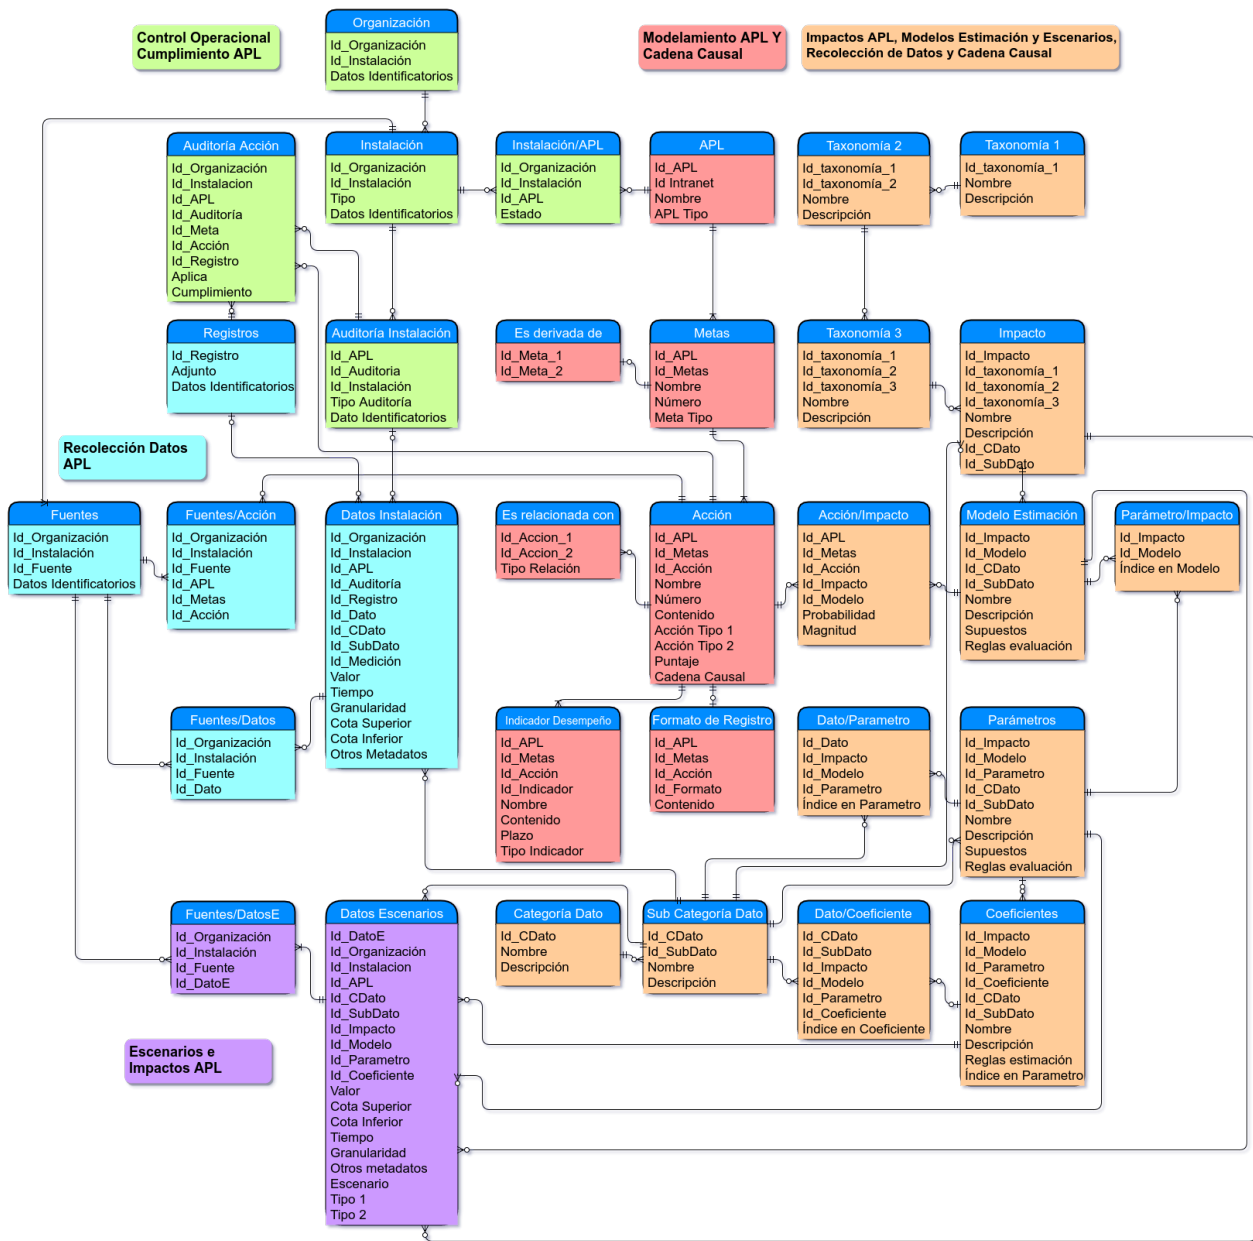 Control Operacional
Cumplimiento APL
Organización
Id_Organización
Id_Instalación
Datos Identificatorios
Modelamiento APL Y
Cadena Causal
Impactos APL, Modelos Estimación y Escenarios,
Recolección de Datos y Cadena Causal
Auditoría Acción
Id_Organización
Id_Instalacion
Id_APL
Id_Auditoría
Id_Meta
Id_Acción
Id_Registro
Aplica
Cumplimiento
Instalación
Id_Organización
Id_Instalación
Tipo
Datos Identificatorios
Instalación/APL
Id_Organización
Id_Instalación
Id_APL
Estado
APL
Id_APL
Id Intranet
Nombre
APL Tipo
Taxonomía 2
Id_taxonomía_1
Id_taxonomía_2
Nombre
Descripción
Taxonomía 1
Id_taxonomía_1
Nombre
Descripción
Registros
Id_Registro
Adjunto
Datos Identificatorios
Auditoría Instalación
Id_APL
Id_Auditoria
Id_Instalación
Tipo Auditoría
Dato Identificatorios
Es derivada de
Id_Meta_1
Id_Meta_2
Metas
Id_APL
Id_Metas
Nombre
Número
Meta Tipo
Taxonomía 3
Id_taxonomía_1
Id_taxonomía_2
Id_taxonomía_3
Nombre
Descripción
Impacto
Id_Impacto
Id_taxonomía_1
Id_taxonomía_2
Id_taxonomía_3
Nombre
Descripción
Id_CDato
Id_SubDato
Recolección Datos
APL
Fuentes
Id_Organización
Id_Instalación
Id_Fuente
Datos Identificatorios
Fuentes/Acción
Id_Organización
Id_Instalación
Id_Fuente
Id_APL
Id_Metas
Id_Acción
Datos Instalación
Id_Organización
Id_Instalacion
Id_APL
Id_Auditoría
Id_Registro
Id_Dato
Id_CDato
Id_SubDato
Id_Medición
Valor
Tiempo
Granularidad
Cota Superior
Cota Inferior
Otros Metadatos
Es relacionada con
Id_Accion_1
Id_Accion_2
Tipo Relación
Acción
Id_APL
Id_Metas
Id_Acción
Nombre
Número
Contenido
Acción Tipo 1
Acción Tipo 2
Puntaje
Cadena Causal
Acción/Impacto
Id_APL
Id_Metas
Id_Acción
Id_Impacto
Id_Modelo
Probabilidad
Magnitud
Modelo Estimación
Id_Impacto
Id_Modelo
Id_CDato
Id_SubDato
Nombre
Descripción
Supuestos
Reglas evaluación
Parámetro/Impacto
Id_Impacto
Id_Modelo
Índice en Modelo
Fuentes/Datos
Id_Organización
Id_Instalación
Id_Fuente
Id_Dato
Indicador Desempeño
Id_APL
Id_Metas
Id_Acción
Id_Indicador
Nombre
Contenido
Plazo
Tipo Indicador
Formato de Registro
Id_APL
Id_Metas
Id_Acción
Id_Formato
Contenido
Dato/Parametro
Id_Dato
Id_Impacto
Id_Modelo
Id_Parametro
Índice en Parametro
Parámetros
Id_Impacto
Id_Modelo
Id_Parametro
Id_CDato
Id_SubDato
Nombre
Descripción
Supuestos
Reglas evaluación
Fuentes/DatosE
Id_Organización
Id_Instalación
Id_Fuente
Id_DatoE
Datos Escenarios
Id_DatoE
Id_Organización
Id_Instalacion
Id_APL
Id_CDato
Id_SubDato
Id_Impacto
Id_Modelo
Id_Parametro
Id_Coeficiente
Valor
Cota Superior
Cota Inferior
Tiempo
Granularidad
Otros metadatos
Escenario
Tipo 1
Tipo 2
Categoría Dato
Id_CDato
Nombre
Descripción
Sub Categoría Dato
Id_CDato
Id_SubDato
Nombre
Descripción
Dato/Coeficiente
Id_CDato
Id_SubDato
Id_Impacto
Id_Modelo
Id_Parametro
Id_Coeficiente
Índice en Coeficiente
Coeficientes
Id_Impacto
Id_Modelo
Id_Parametro
Id_Coeficiente
Id_CDato
Id_SubDato
Nombre
Descripción
Reglas estimación
Índice en Parametro
Escenarios e
Impactos APL